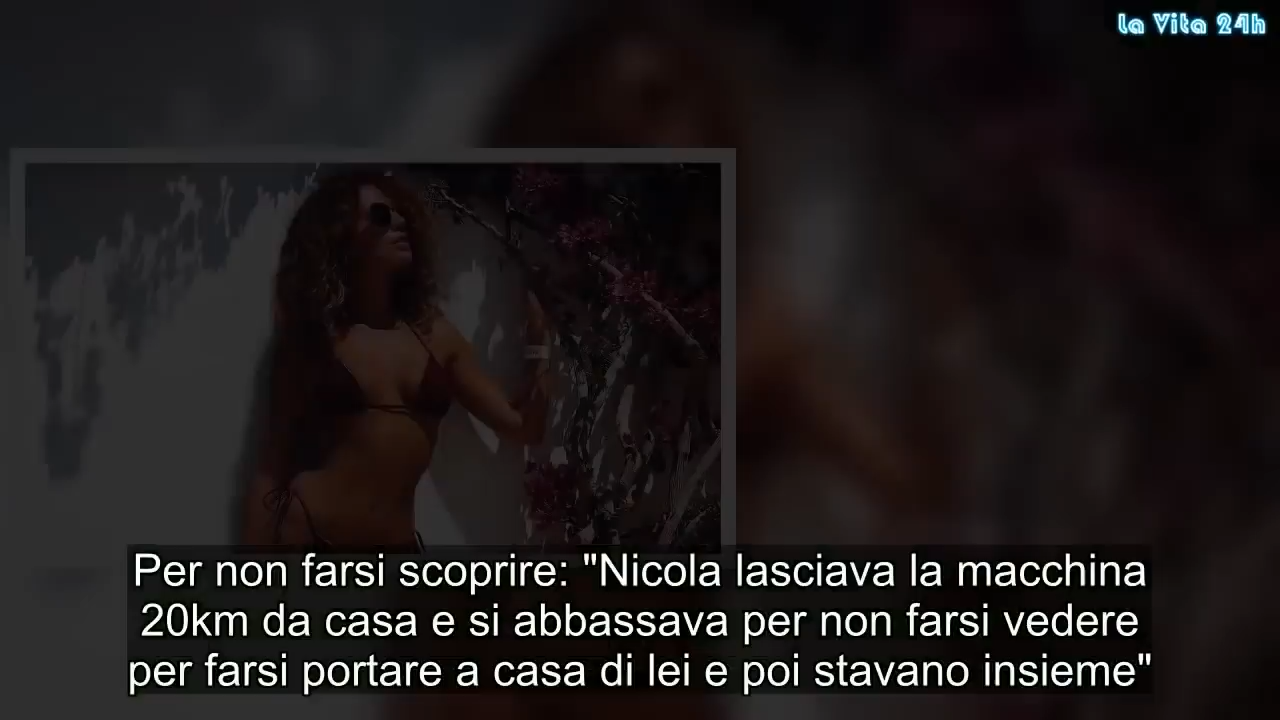 La Vita 24h
Per non farsi scoprire: "Nicola lasciava la macchina
20km da casa e si abbassava per non farsi vedere
per farsi portare a casa di lei e poi stavano insieme"